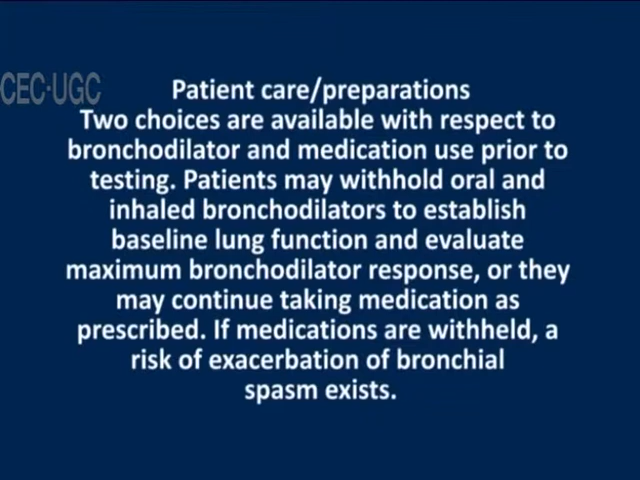 CEC-UGC
Patient care/preparations
Two choices are available with respect to
bronchodilator and medication use prior to
testing. Patients may withhold oral and
inhaled bronchodilators to establish
baseline lung function and evaluate
maximum bronchodilator response, or they
may continue taking medication as
prescribed. If medications are withheld, a
risk of exacerbation of bronchial
spasm exists.